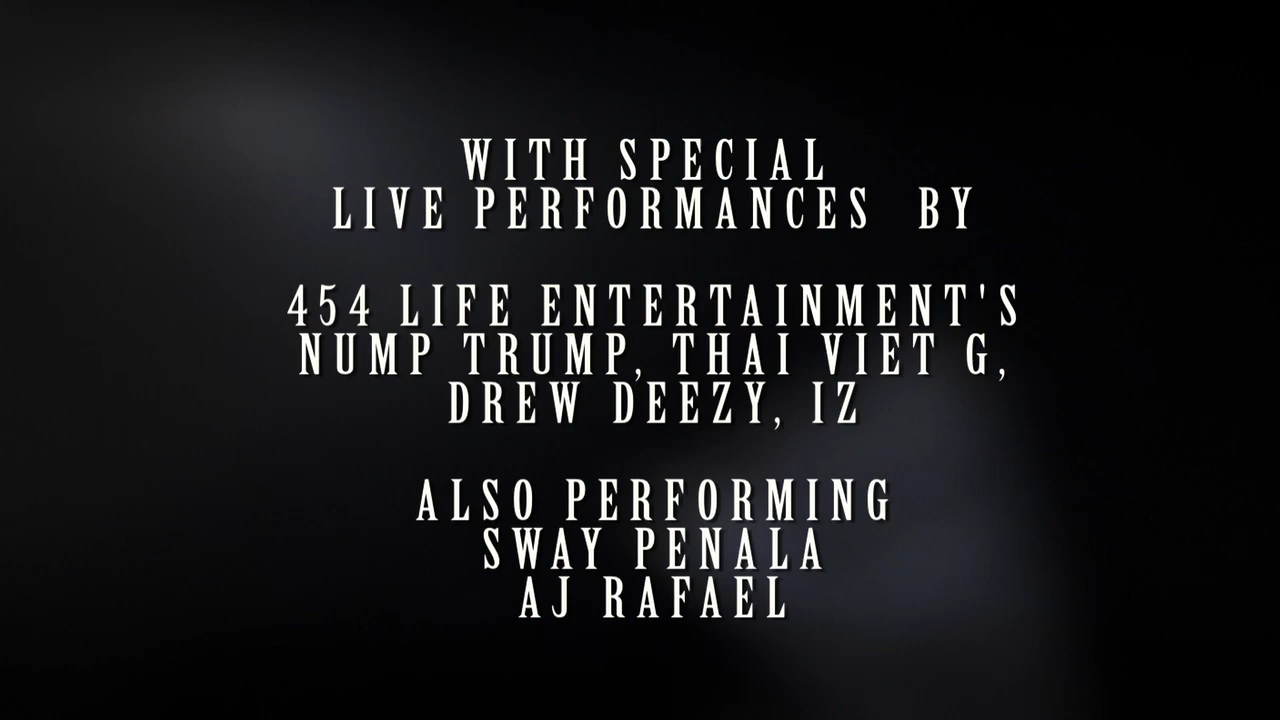 WITH SPECIAL
LIVE PERFORMANCES BY
454 LIFE ENTERTAINMENT'S
NUMP TRUMP, THAI VIET G,
DREW DEEZY, IZ
ALSO PERFORMING
SWAY PENALA
AJ RAFAEL